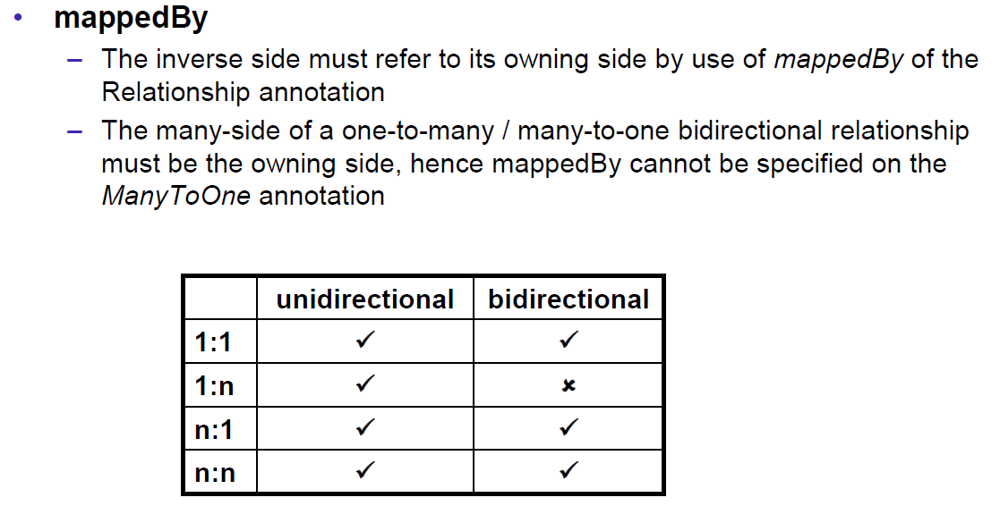 • mappedBy
– The inverse side must refer to its owning side by use of mappedBy of the
Relationship annotation
– The many-side of a one-to-many / many-to-one bidirectional relationship
must be the owning side, hence mappedBy cannot be specified on the
ManyToOne annotation
unidirectional bidirectional
1:1 ✓ ✓
1:n ✓ ✗
n:1 ✓ ✓
n:n ✓ ✓